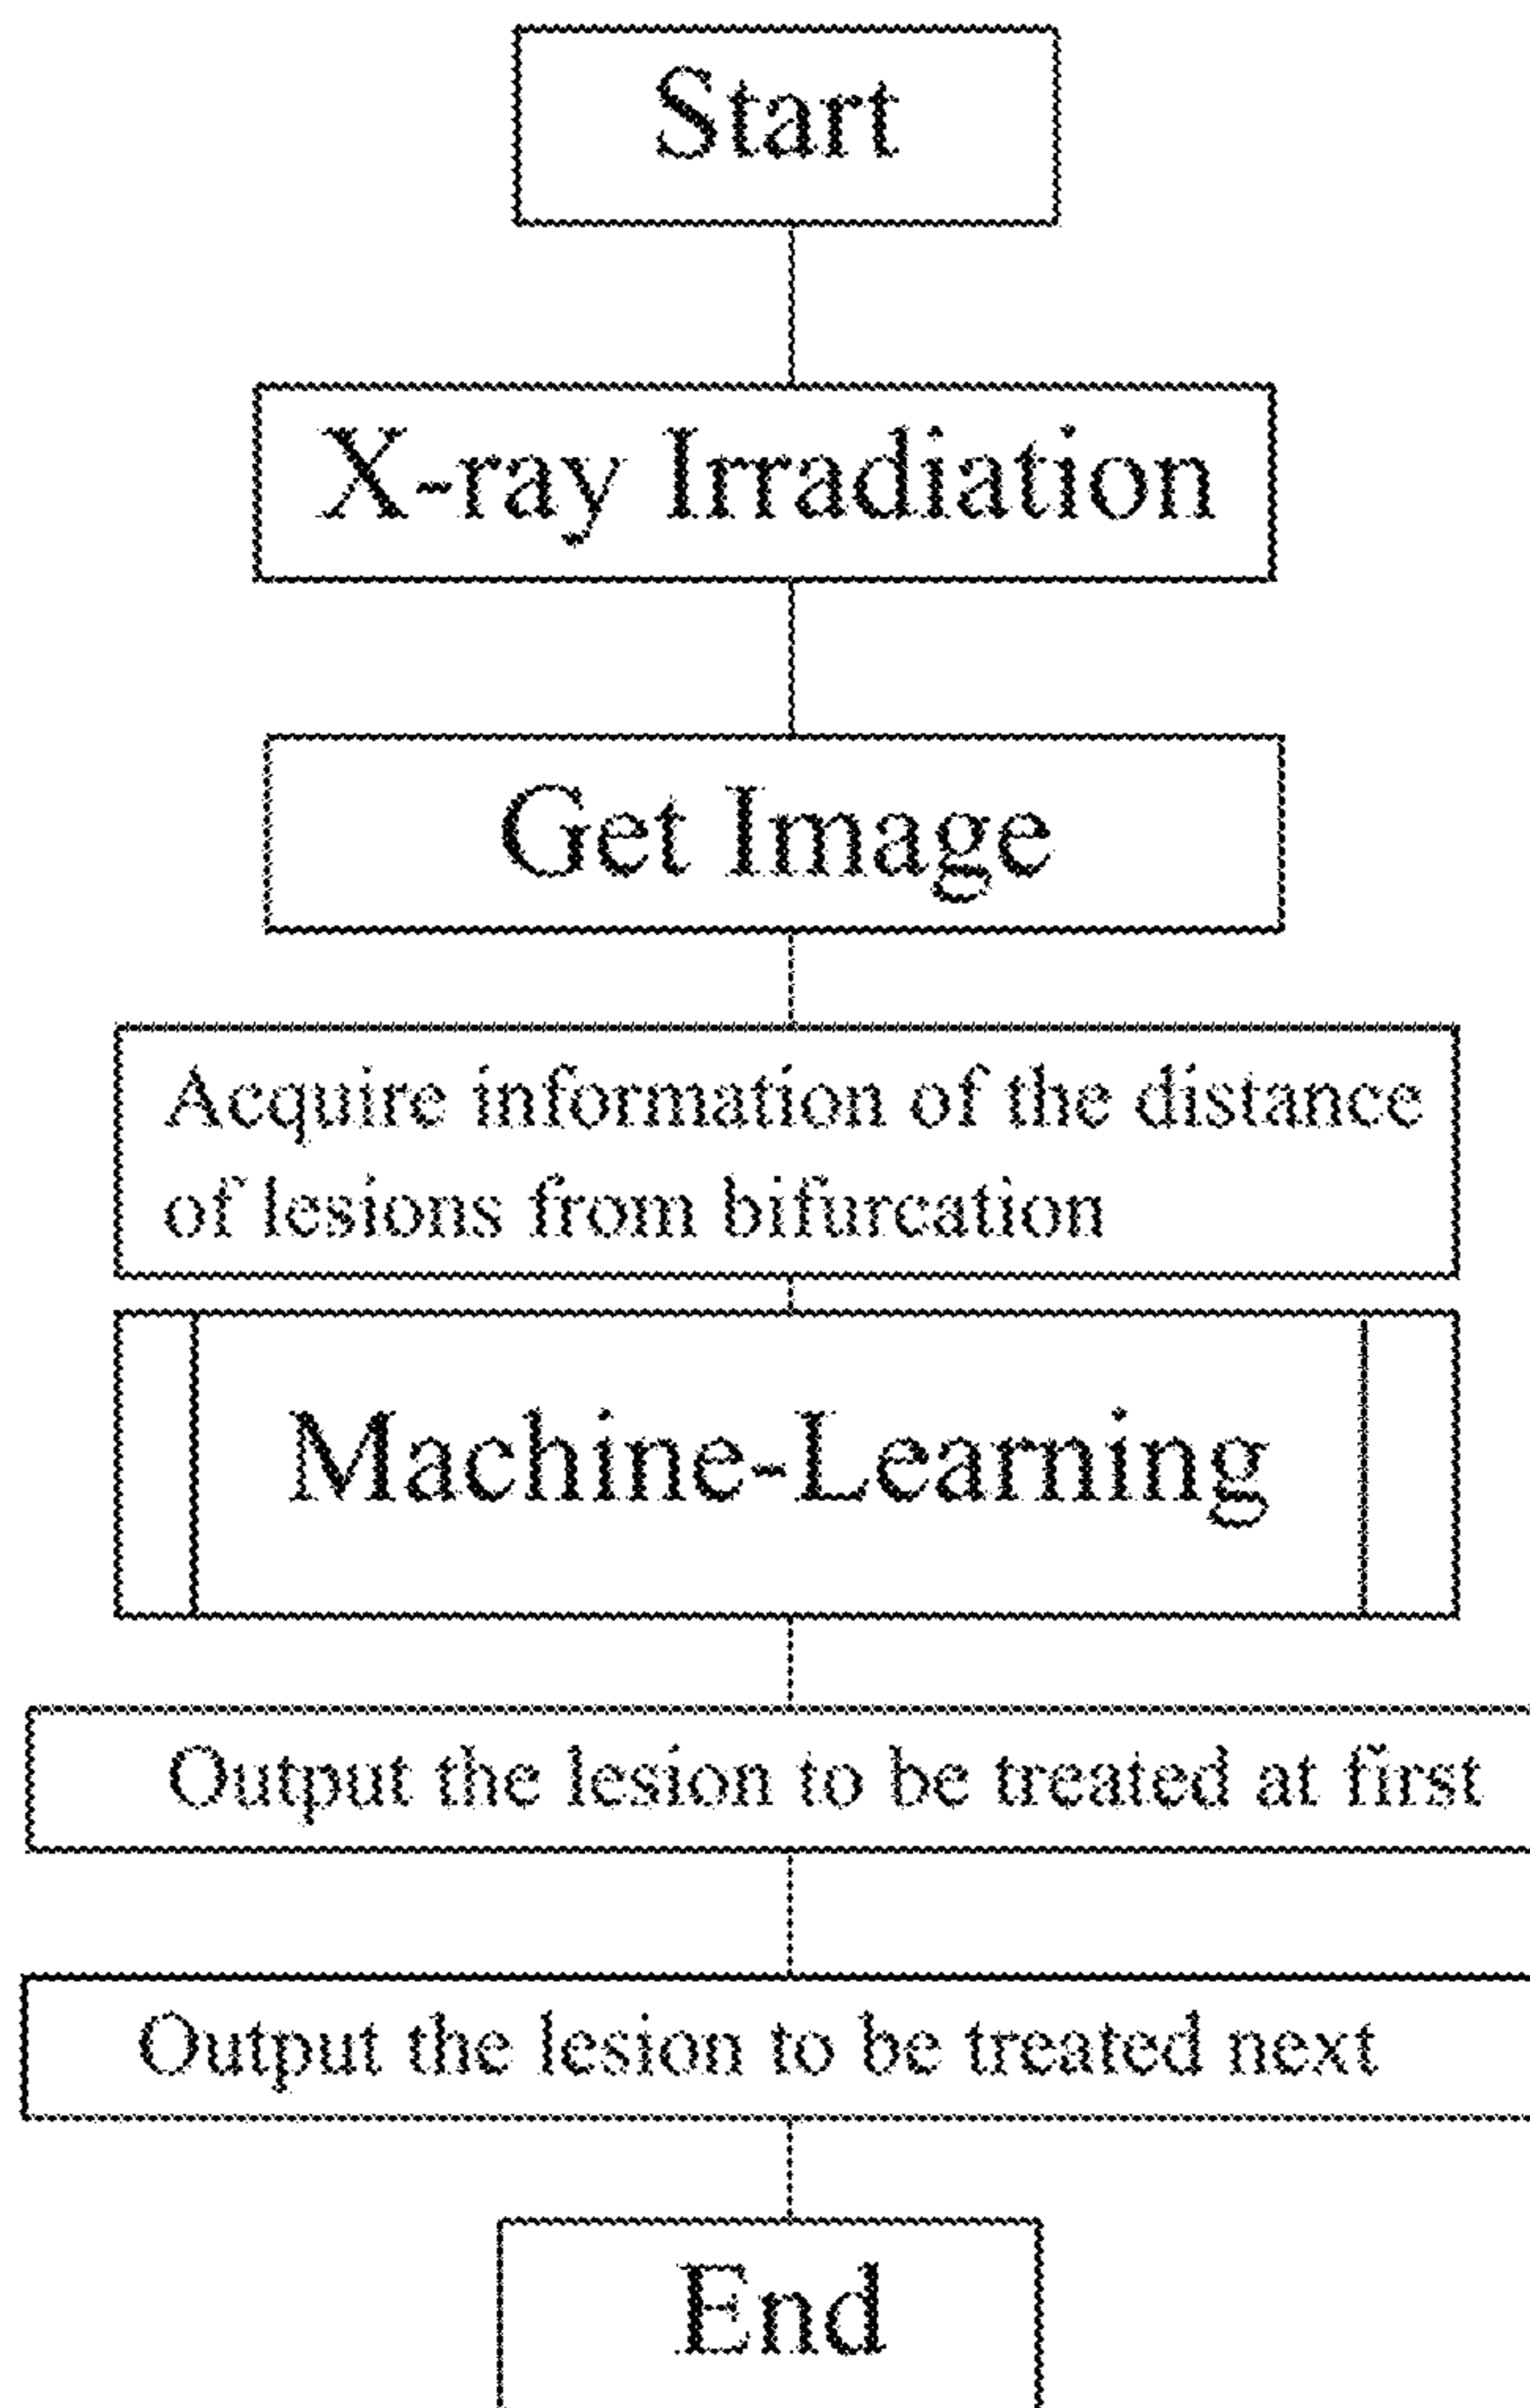 Start
X-ray Irradiation
Get Image
Acquire information of the distance
of lesions from bifurcation
Machine-Learning
Output the lesion to be treated at first
Output the lesion to be treated next
End